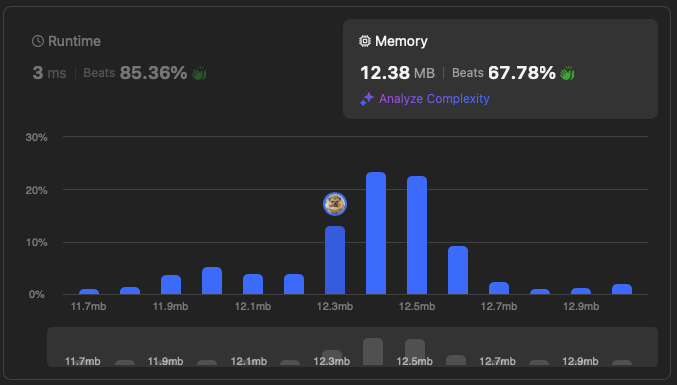 Runtime
3 ms | Beats 85.36%
Memory
12.38 MB | Beats 67.78%
Analyze Complexity
30%
20%
10%
0%
11.7mb 11.9mb 12.1mb 12.3mb 12.5mb 12.7mb 12.9mb
11.7mb 11.9mb 12.1mb 12.3mb 12.5mb 12.7mb 12.9mb